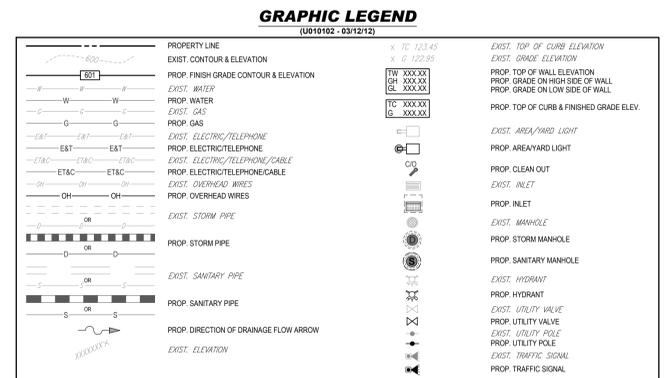 GRAPHIC LEGEND
(U010102 - 03/12/12)
PROPERTY LINE
600
EXIST. CONTOUR & ELEVATION
601
PROP. FINISH GRADE CONTOUR & ELEVATION
W W W
EXIST. WATER
W W
PROP. WATER
G G G
EXIST. GAS
G G
PROP. GAS
E&T E&T E&T
EXIST. ELECTRIC/TELEPHONE
E&T E&T
PROP. ELECTRIC/TELEPHONE
ET&C ET&C ET&C
EXIST. ELECTRIC/TELEPHONE/CABLE
ET&C ET&C
PROP. ELECTRIC/TELEPHONE/CABLE
OH OH OH
EXIST. OVERHEAD WIRES
OH OH
PROP. OVERHEAD WIRES
OR
D D D
EXIST. STORM PIPE
OR
D D
PROP. STORM PIPE
OR
S S S
EXIST. SANITARY PIPE
OR
S S
PROP. SANITARY PIPE
PROP. DIRECTION OF DRAINAGE FLOW ARROW
EXIST. ELEVATION
x TC 123.45
EXIST. TOP OF CURB ELEVATION
x G 122.95
EXIST. GRADE ELEVATION
TW XXX.XX
GH XXX.XX
GL XXX.XX
PROP. TOP OF WALL ELEVATION
PROP. GRADE ON HIGH SIDE OF WALL
PROP. GRADE ON LOW SIDE OF WALL
TC XXX.XX
G XXX.XX
PROP. TOP OF CURB & FINISHED GRADE ELEV.
EXIST. AREA/YARD LIGHT
PROP. AREA/YARD LIGHT
C/O
PROP. CLEAN OUT
EXIST. INLET
PROP. INLET
EXIST. MANHOLE
D
PROP. STORM MANHOLE
S
PROP. SANITARY MANHOLE
EXIST. HYDRANT
PROP. HYDRANT
EXIST. UTILITY VALVE
PROP. UTILITY VALVE
EXIST. UTILITY POLE
PROP. UTILITY POLE
EXIST. TRAFFIC SIGNAL
PROP. TRAFFIC SIGNAL